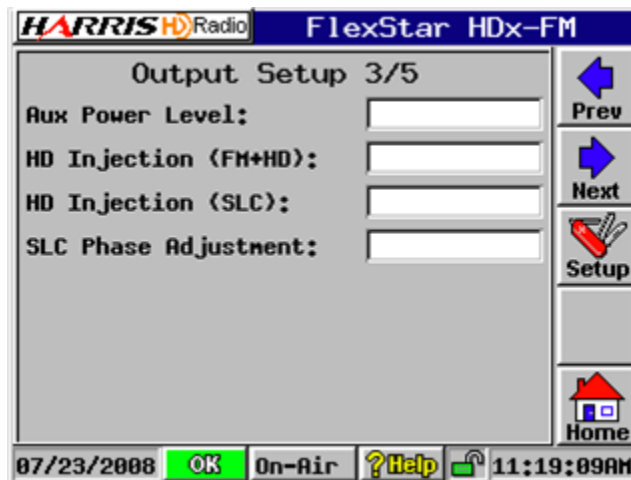 HARRIS HD Radio FlexStar HDx-FM
Output Setup 3/5
Aux Power Level:
HD Injection (FM+HD):
HD Injection (SLC):
SLC Phase Adjustment:
Prev
Next
Setup
Home
07/23/2008 OK On-Air ?Help 11:19:09AM